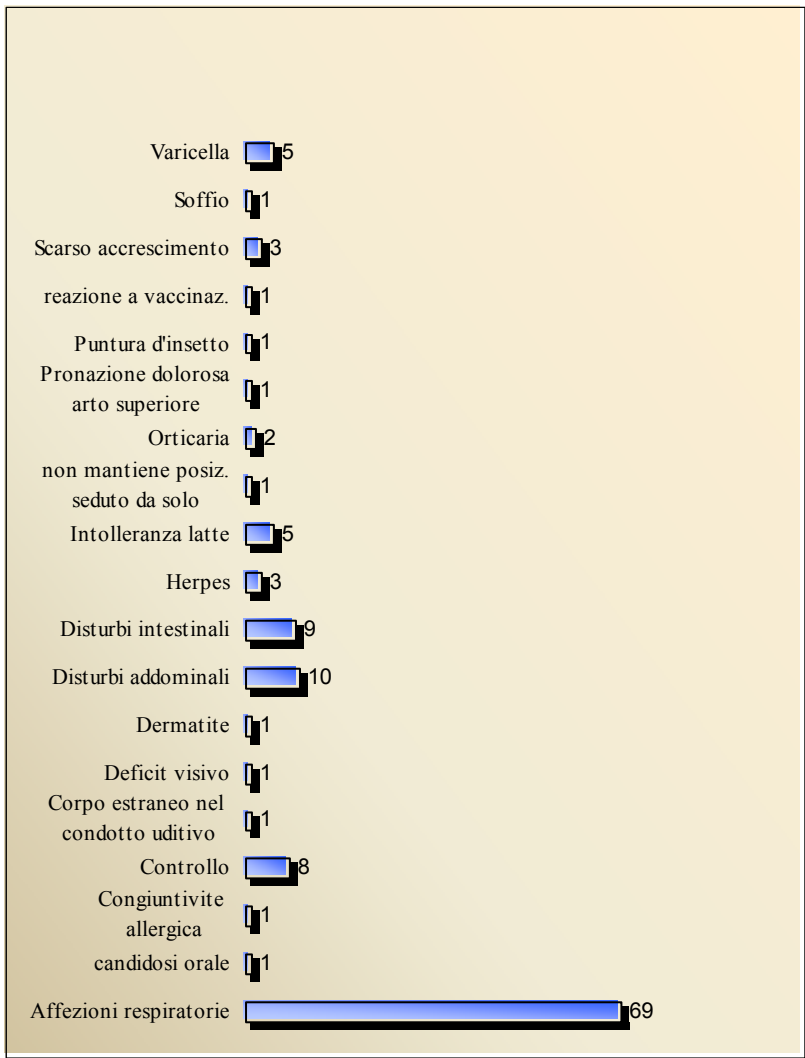 Varicella 5
Soffio 1
Scarso accrescimento 3
reazione a vaccinaz. 1
Puntura d'insetto 1
Pronazione dolorosa
arto superiore 1
Orticaria 2
non mantiene posiz.
seduto da solo 1
Intolleranza latte 5
Herpes 3
Disturbi intestinali 9
Disturbi addominali 10
Dermatite 1
Deficit visivo 1
Corpo estraneo nel
condotto uditivo 1
Controllo 8
Congiuntivite
allergica 1
candidosi orale 1
Affezioni respiratorie 69